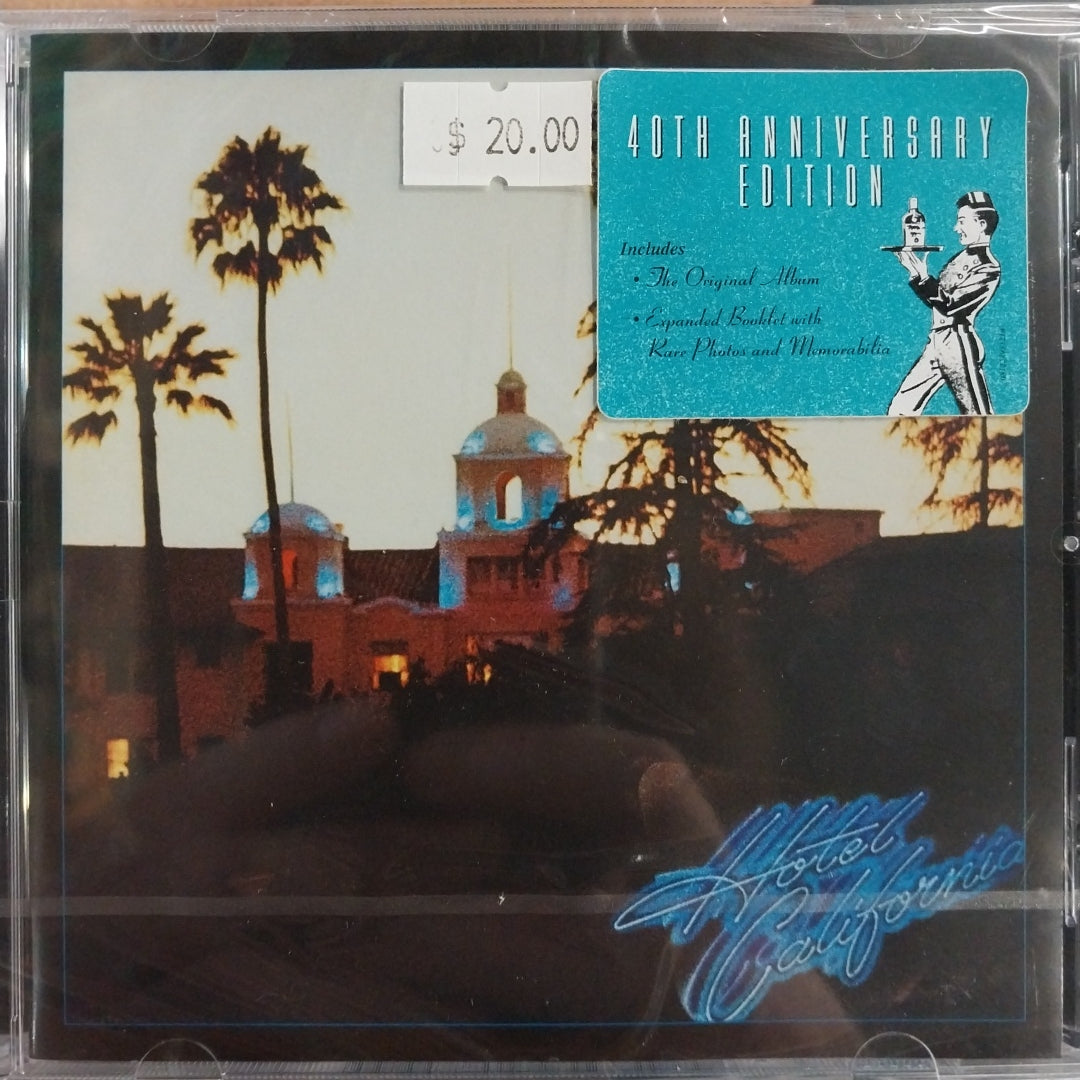 $ 20.00
40TH ANNIVERSARY
EDITION
Includes
• The Original Album
• Expanded Booklet with
Rare Photos and Memorabilia
Hotel
California